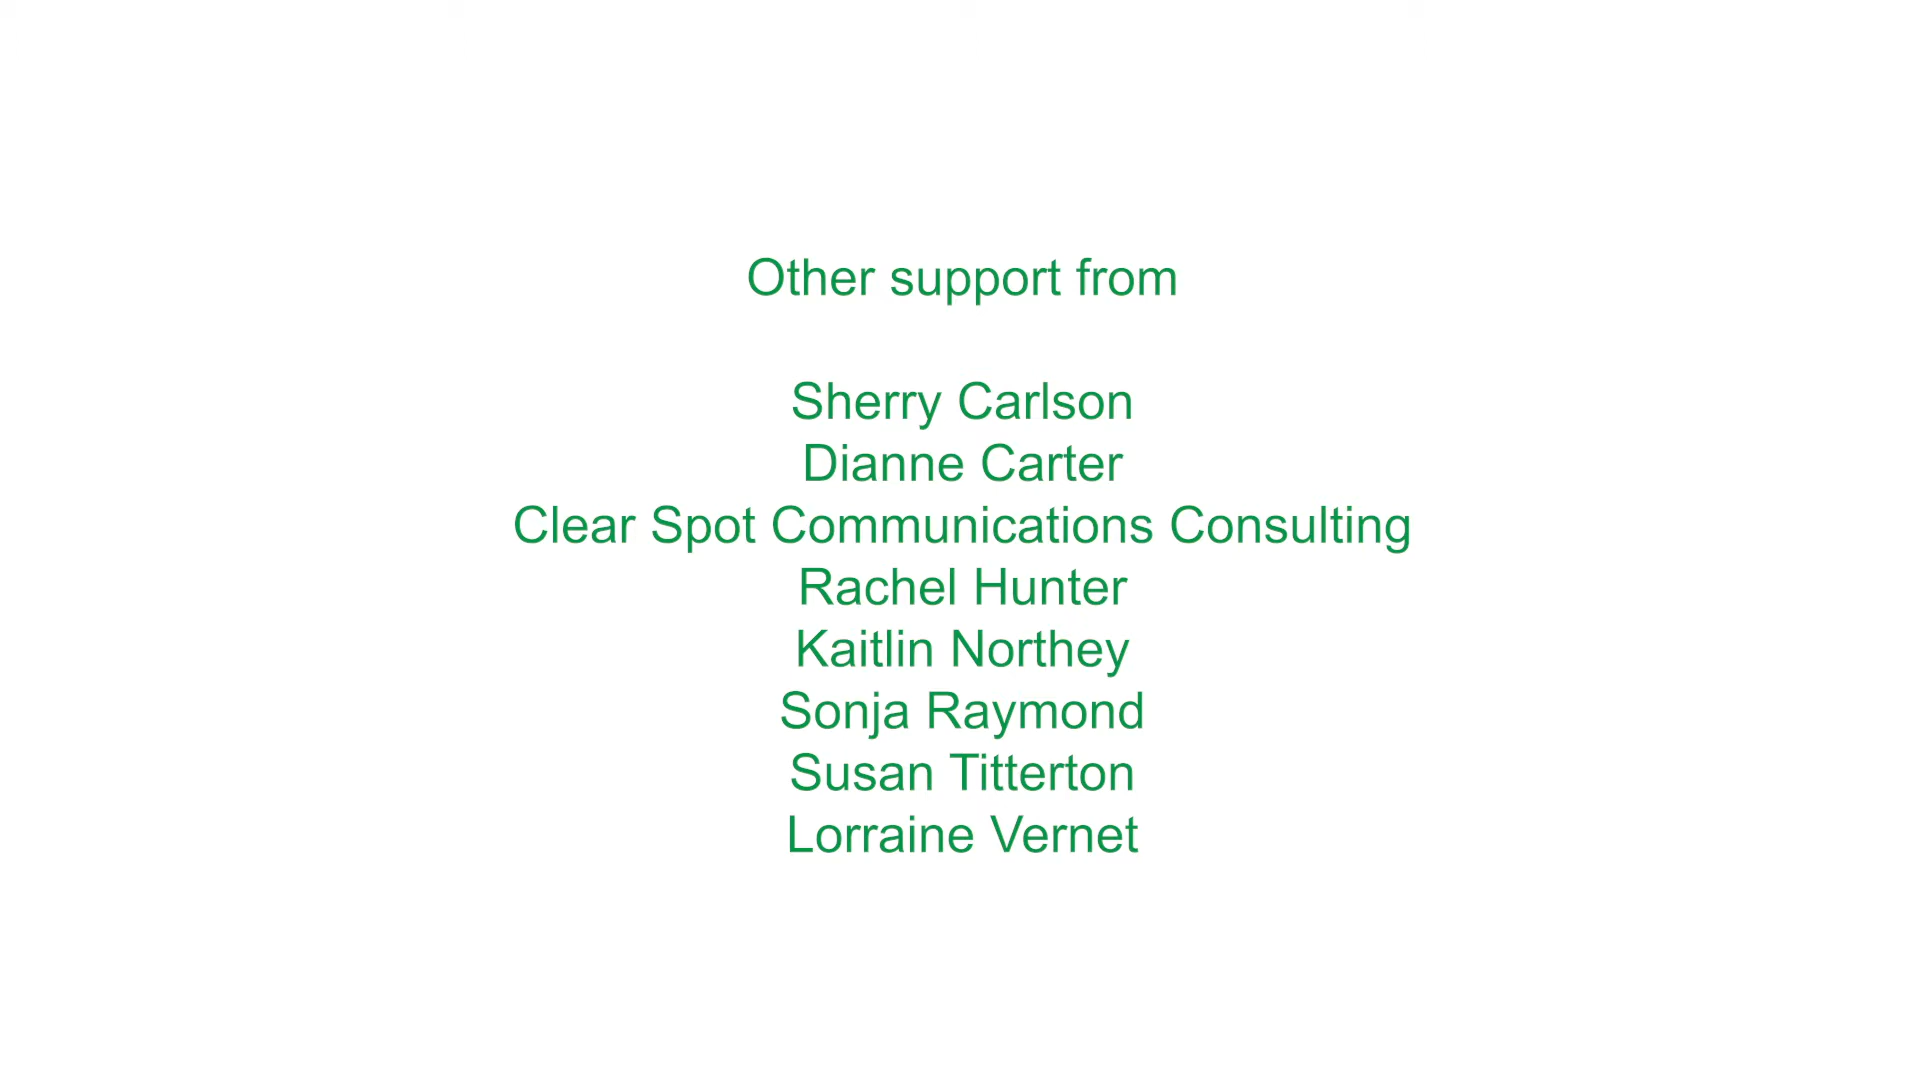 Other support from
Sherry Carlson
Dianne Carter
Clear Spot Communications Consulting
Rachel Hunter
Kaitlin Northey
Sonja Raymond
Susan Titterton
Lorraine Vernet